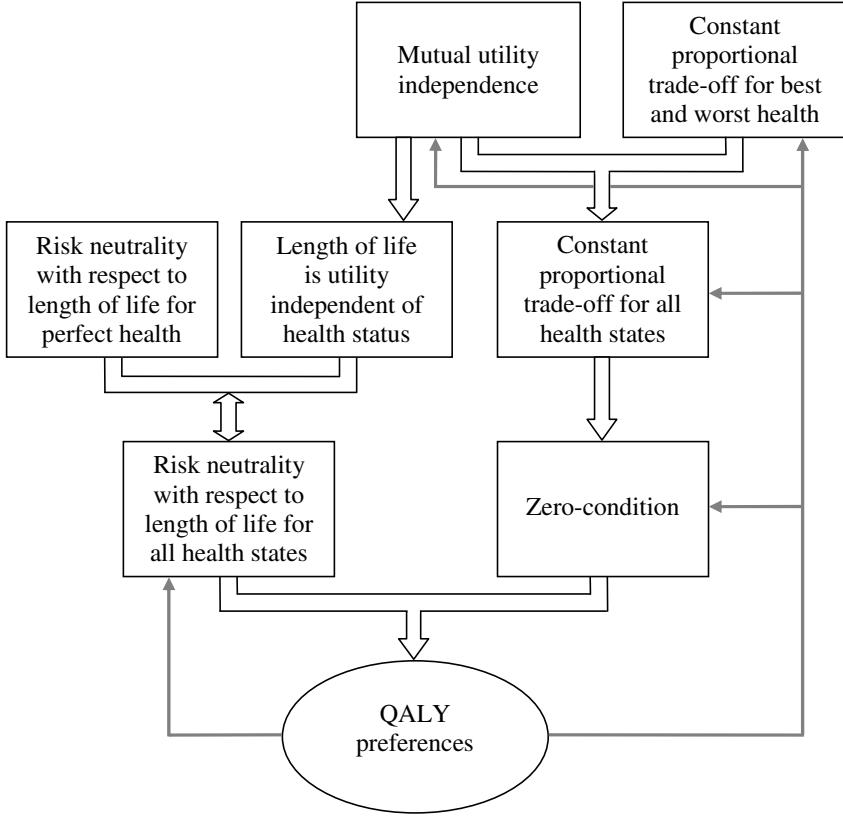 Mutual utility
independence
Constant
proportional
trade-off for best
and worst health
Risk neutrality
with respect to
length of life for
perfect health
Length of life
is utility
independent of
health status
Constant
proportional
trade-off for all
health states
Risk neutrality
with respect to
length of life for
all health states
Zero-condition
QALY
preferences